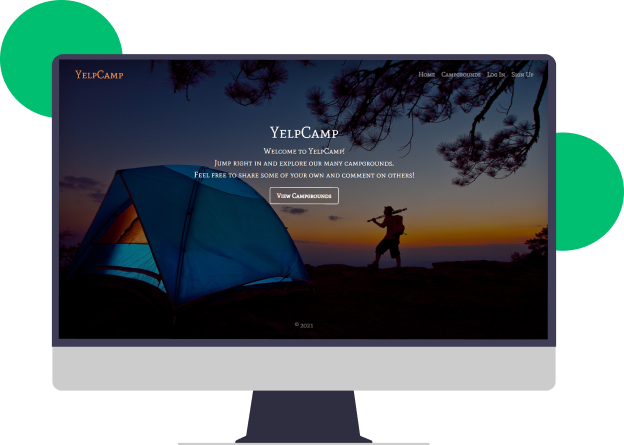 YelpCamp
Home Campgrounds Log In Sign Up
YelpCamp
Welcome to YelpCamp!
Jump right in and explore our many campgrounds.
Feel free to share some of your own and comment on others!
View Campgrounds
© 2021